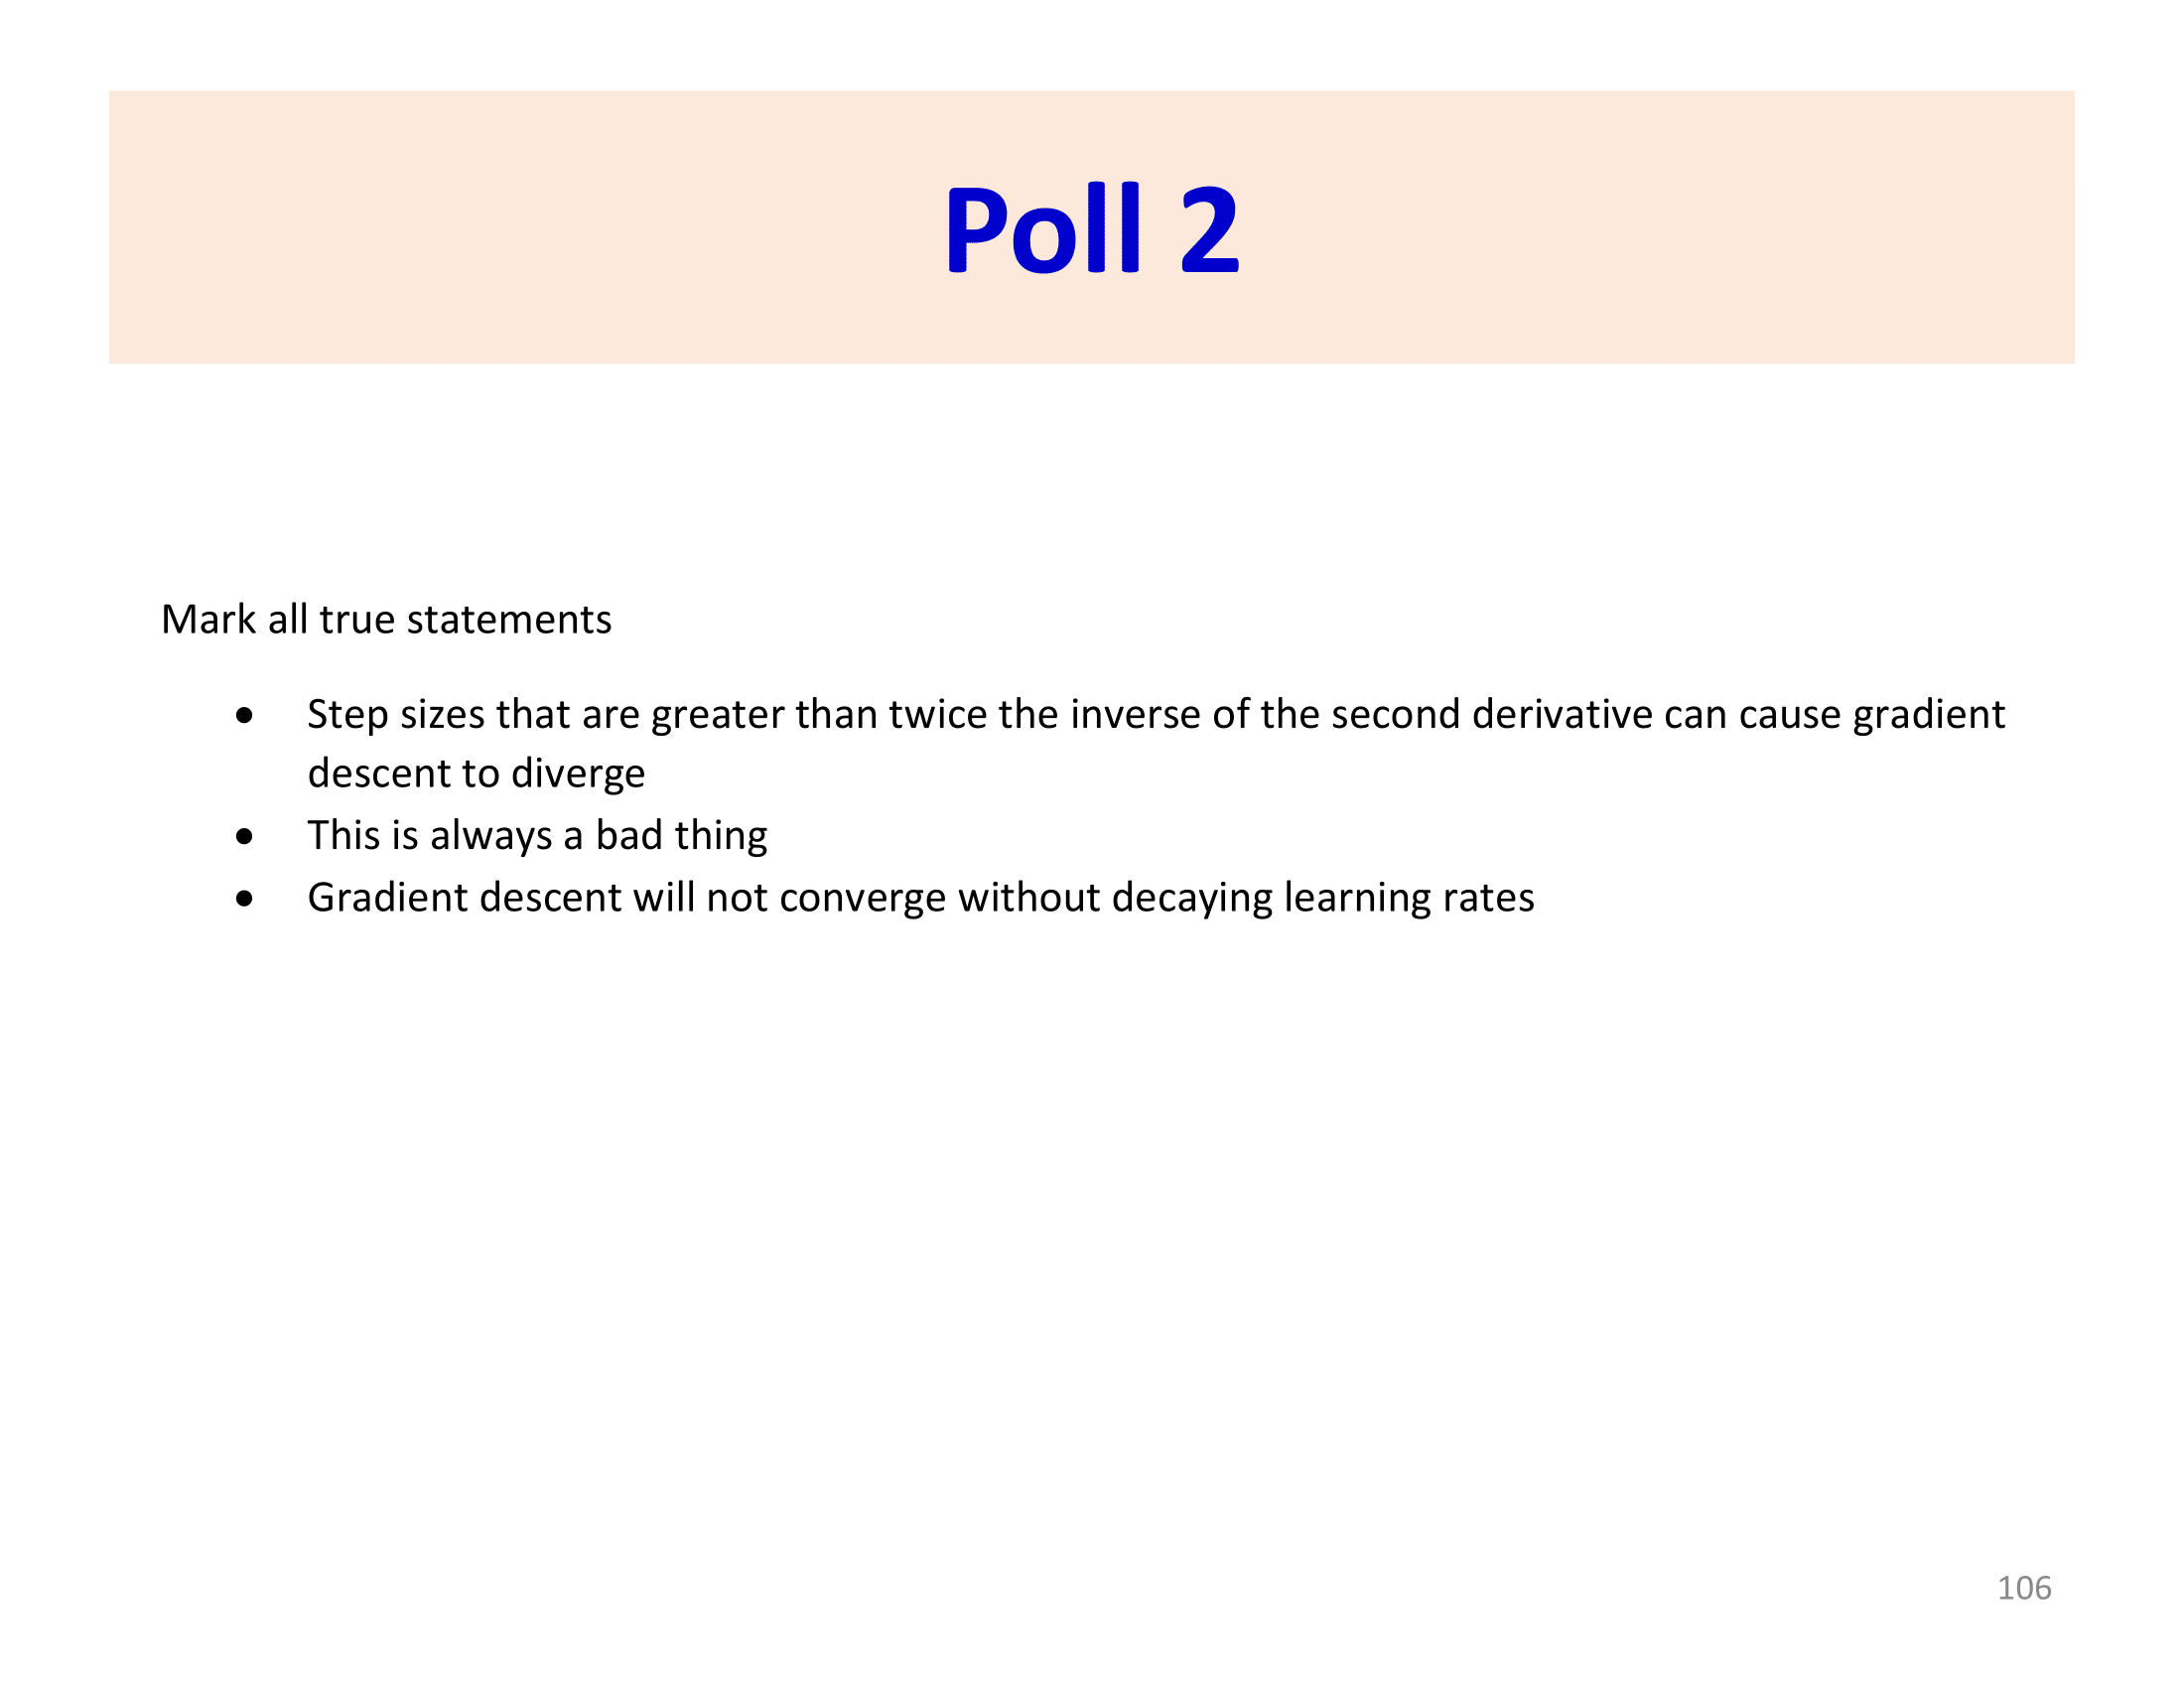 Poll 2
Mark all true statements
● Step sizes that are greater than twice the inverse of the second derivative can cause gradient
descent to diverge
● This is always a bad thing
● Gradient descent will not converge without decaying learning rates
106